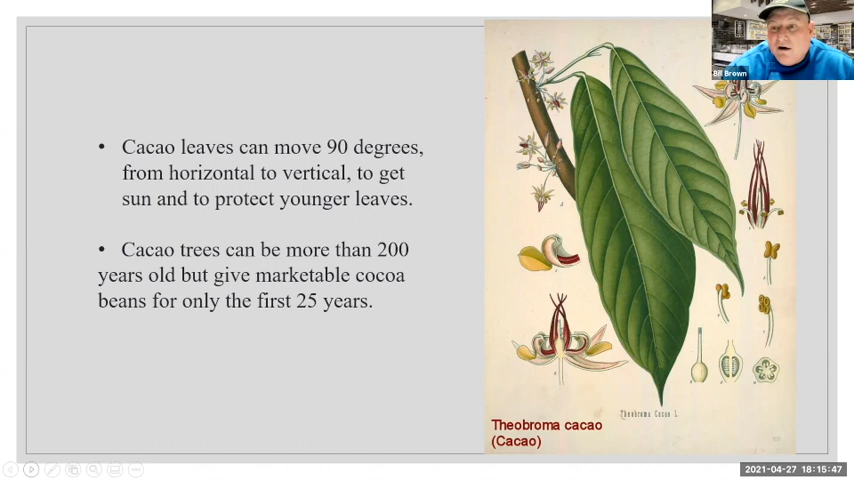 Bill Brown
• Cacao leaves can move 90 degrees,
from horizontal to vertical, to get
sun and to protect younger leaves.
• Cacao trees can be more than 200
years old but give marketable cocoa
beans for only the first 25 years.
Theobroma Cacao L.
Theobroma cacao
(Cacao)
2021-04-27 18:15:47